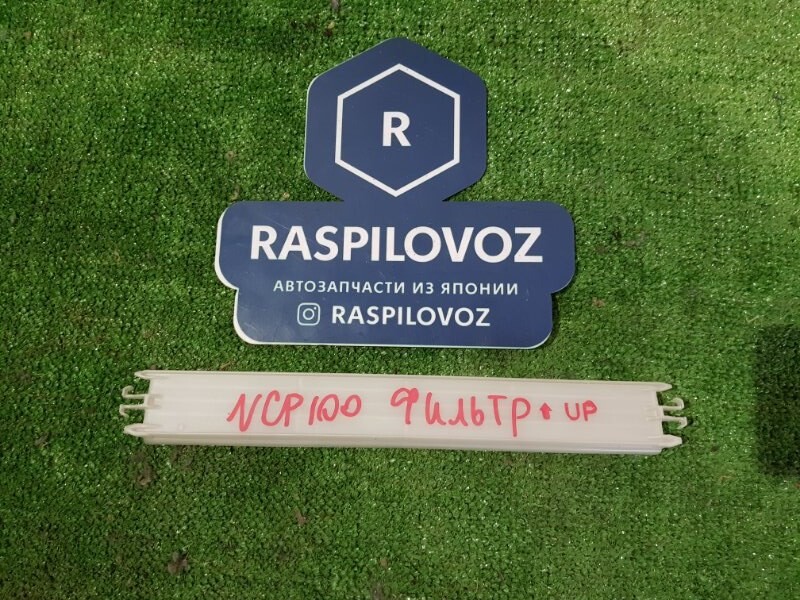 R
RASPILOVOZ
АВТОЗАПЧАСТИ ИЗ ЯПОНИИ
RASPILOVOZ
NCP100 Фильтр ↑ UP